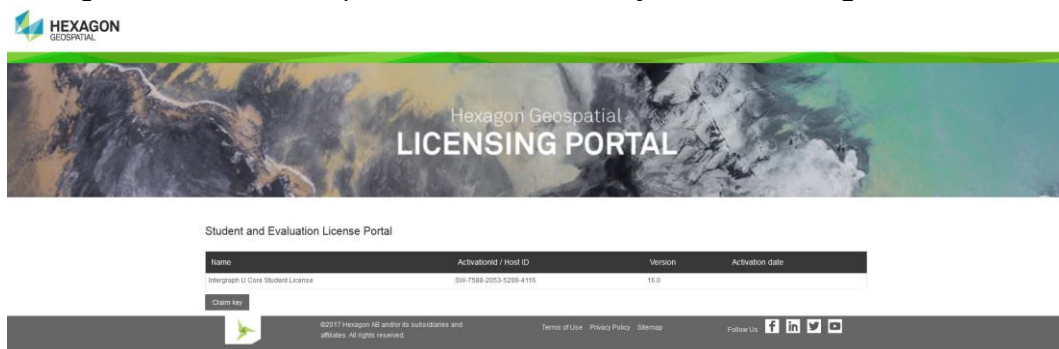 HEXAGON
GEOSPATIAL
Hexagon Geospatial
LICENSING PORTAL
Student and Evaluation License Portal
Name ActivationId / Host ID Version Activation date
Intergraph U Core Student License SW-7588-2053-5299-4116 16.0
Claim key
©2017 Hexagon AB and/or its subsidiaries and
affiliates. All rights reserved.
Terms of Use Privacy Policy Sitemap
Follow Us